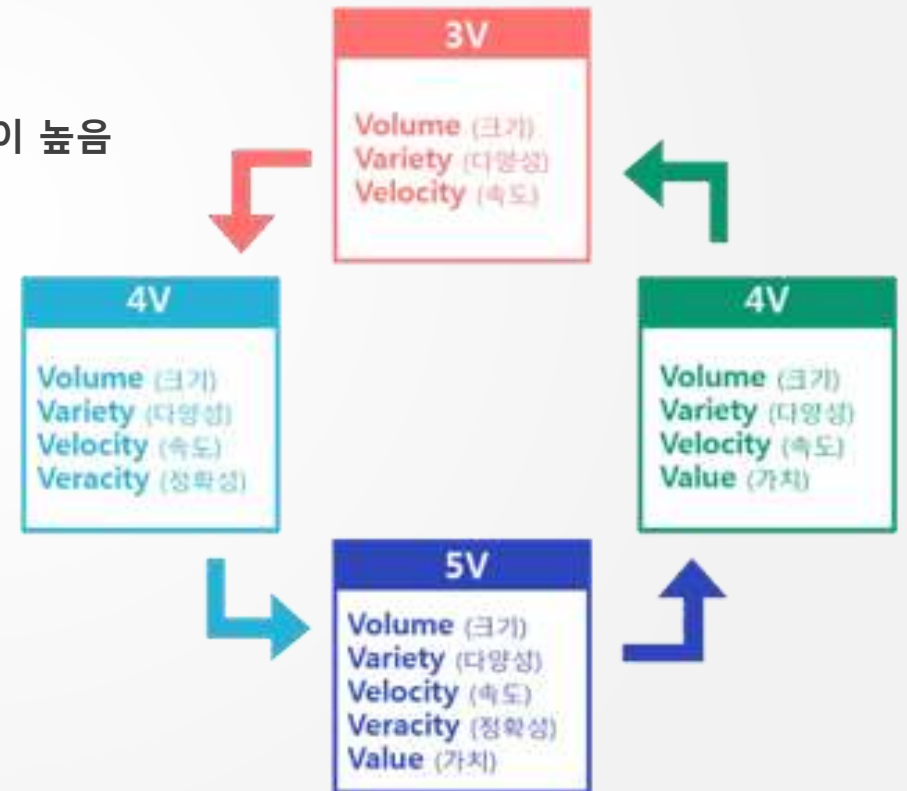 3V
Volume (크기)
Variety (다양성)
Velocity (속도)
이 높음
4V
Volume (크기)
Variety (다양성)
Velocity (속도)
Veracity (정확성)
4V
Volume (크기)
Variety (다양성)
Velocity (속도)
Value (가치)
5V
Volume (크기)
Variety (다양성)
Velocity (속도)
Veracity (정확성)
Value (가치)